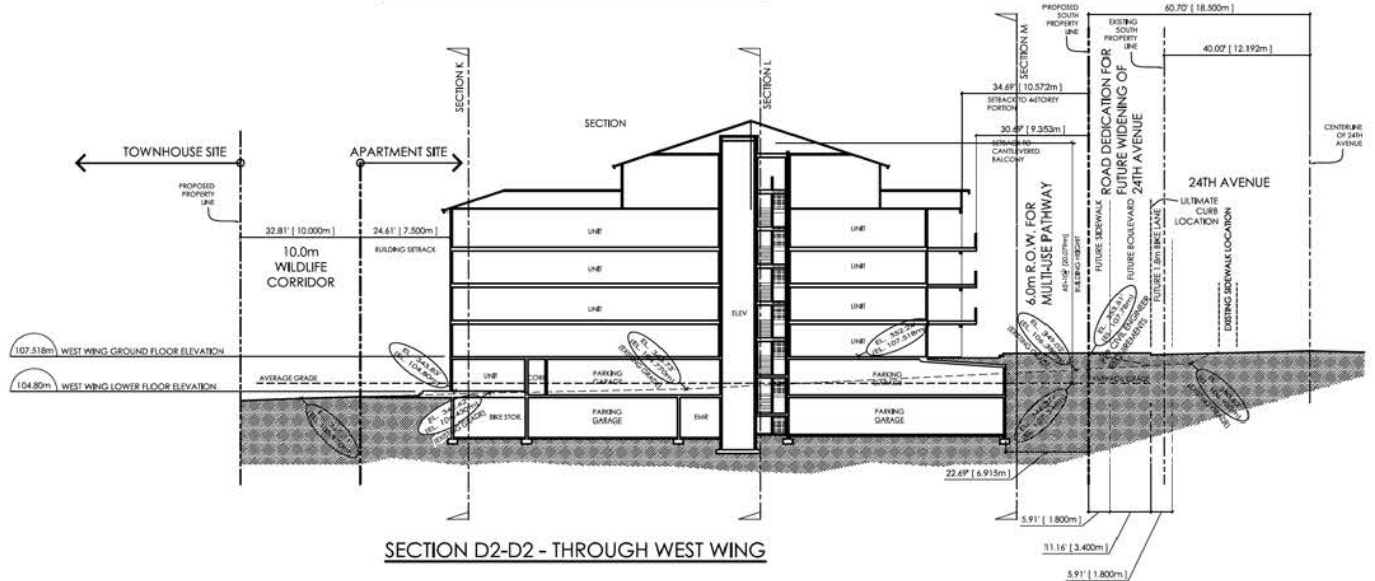 60.70' [ 18.500m ]
PROPOSED
SOUTH
PROPERTY
LINE
EXISTING
SOUTH
PROPERTY
LINE
40.00' [ 12.192m ]
SECTION K
SECTION L
SECTION M
34.69' [ 10.572m ]
SETBACK TO 4-STOREY
PORTION
30.69' [ 9.353m ]
SETBACK TO
CANTILEVERED
BALCONY
ROAD DEDICATION FOR
FUTURE WIDENING OF
24TH AVENUE
CENTERLINE
OF 24TH
AVENUE
SECTION
TOWNHOUSE SITE
APARTMENT SITE
PROPOSED
PROPERTY
LINE
24TH AVENUE
ULTIMATE
CURB
LOCATION
32.81' [ 10.000m ]
24.61' [ 7.500m ]
BUILDING SETBACK
10.0m
WILDLIFE
CORRIDOR
UNIT
UNIT
UNIT
UNIT
UNIT
UNIT
UNIT
UNIT
ELEV
6.0m R.O.W. FOR
MULTI-USE PATHWAY
BUILDING HEIGHT
FUTURE SIDEWALK
FUTURE BOULEVARD
FUTURE 1.8m BIKE LANE
EXISTING SIDEWALK LOCATION
107.518m
WEST WING GROUND FLOOR ELEVATION
104.80m
WEST WING LOWER FLOOR ELEVATION
AVERAGE GRADE
UNIT
CORR
PARKING
GARAGE
PARKING
BIKE STOR.
PARKING
GARAGE
EMR
PARKING
GARAGE
22.69' [ 6.915m ]
5.91' [ 1.800m ]
11.16' [ 3.400m ]
5.91' [ 1.800m ]
SECTION D2-D2 - THROUGH WEST WING